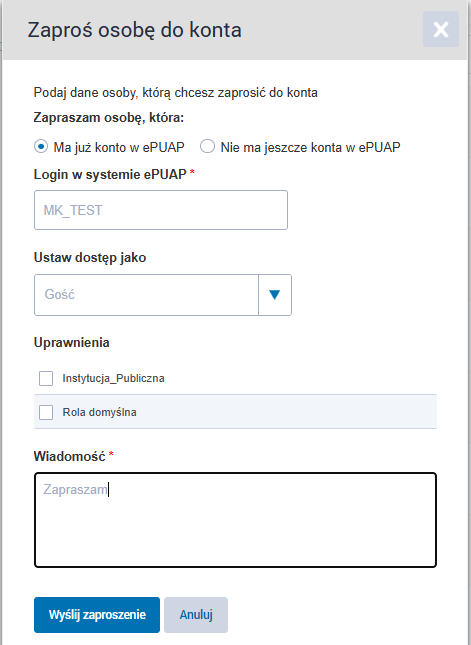 Zaproś osobę do konta
Podaj dane osoby, którą chcesz zaprosić do konta
Zapraszam osobę, która:
Ma już konto w ePUAP Nie ma jeszcze konta w ePUAP
Login w systemie ePUAP *
MK_TEST
Ustaw dostęp jako
Gość
Uprawnienia
Instytucja_Publiczna
Rola domyślna
Wiadomość *
Zapraszam
Wyślij zaproszenie Anuluj